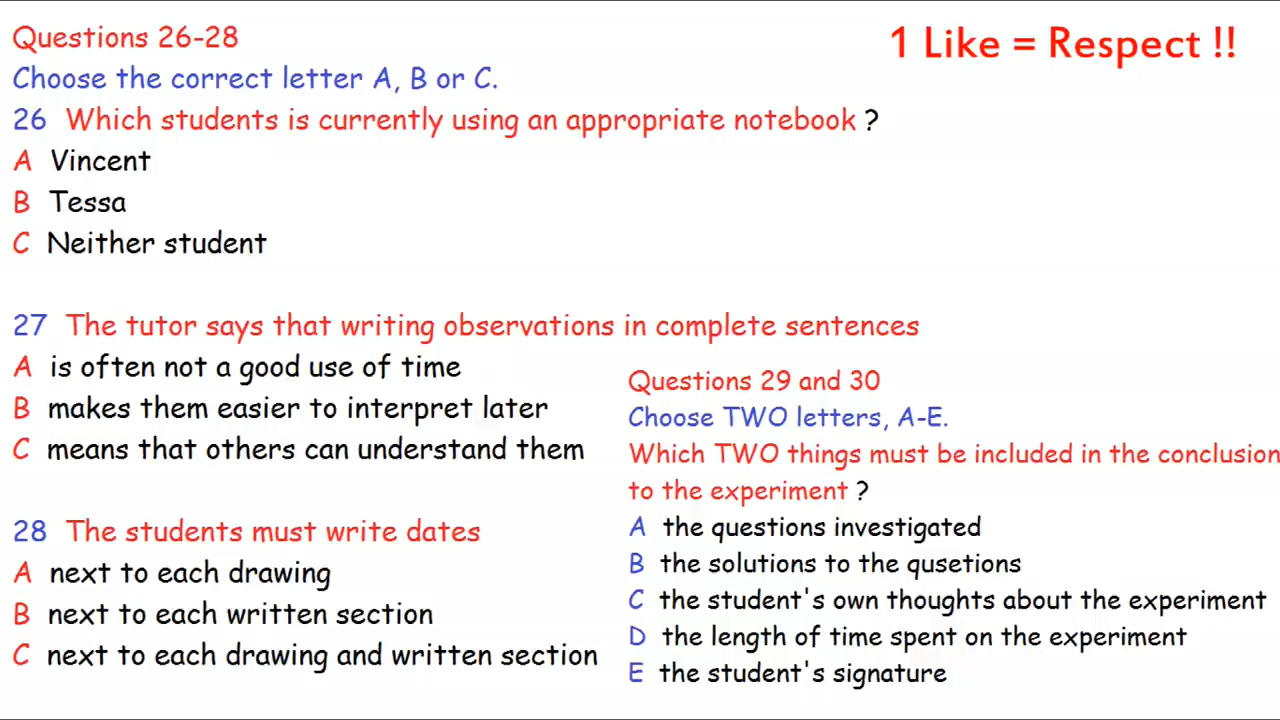 Questions 26-28
1 Like = Respect !!
Choose the correct letter A, B or C.
26 Which students is currently using an appropriate notebook ?
A Vincent
B Tessa
C Neither student
27 The tutor says that writing observations in complete sentences
A is often not a good use of time
B makes them easier to interpret later
C means that others can understand them
28 The students must write dates
A next to each drawing
B next to each written section
C next to each drawing and written section
Questions 29 and 30
Choose TWO letters, A-E.
Which TWO things must be included in the conclusion
to the experiment ?
A the questions investigated
B the solutions to the qusetions
C the student's own thoughts about the experiment
D the length of time spent on the experiment
E the student's signature